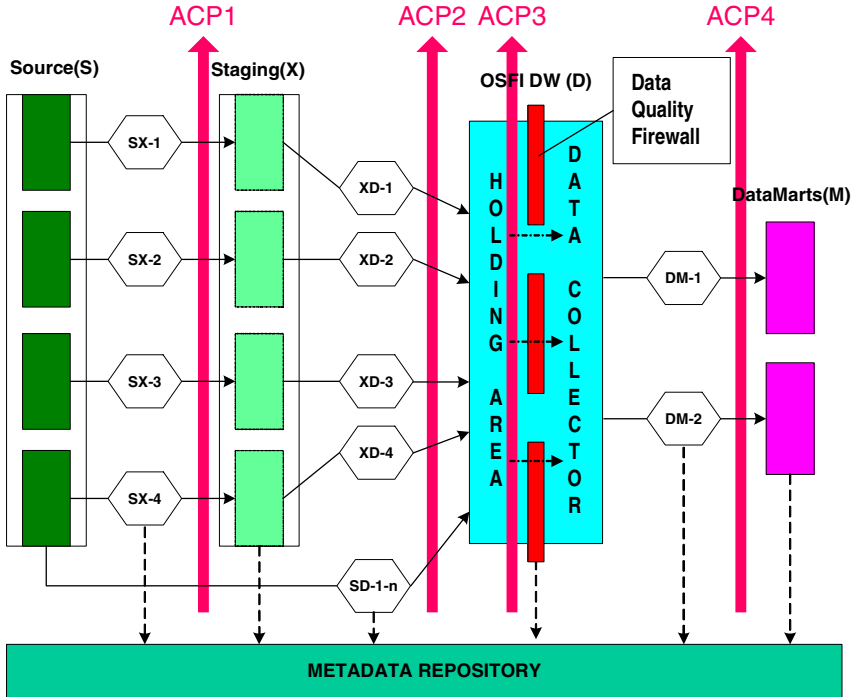 ACP1
ACP2
ACP3
ACP4
Source(S)
Staging(X)
OSFI DW (D)
Data
Quality
Firewall
DataMarts(M)
SX-1
SX-2
SX-3
SX-4
XD-1
XD-2
XD-3
XD-4
SD-1-n
HOLDING AREA
DATA COLLECTOR
DM-1
DM-2
METADATA REPOSITORY